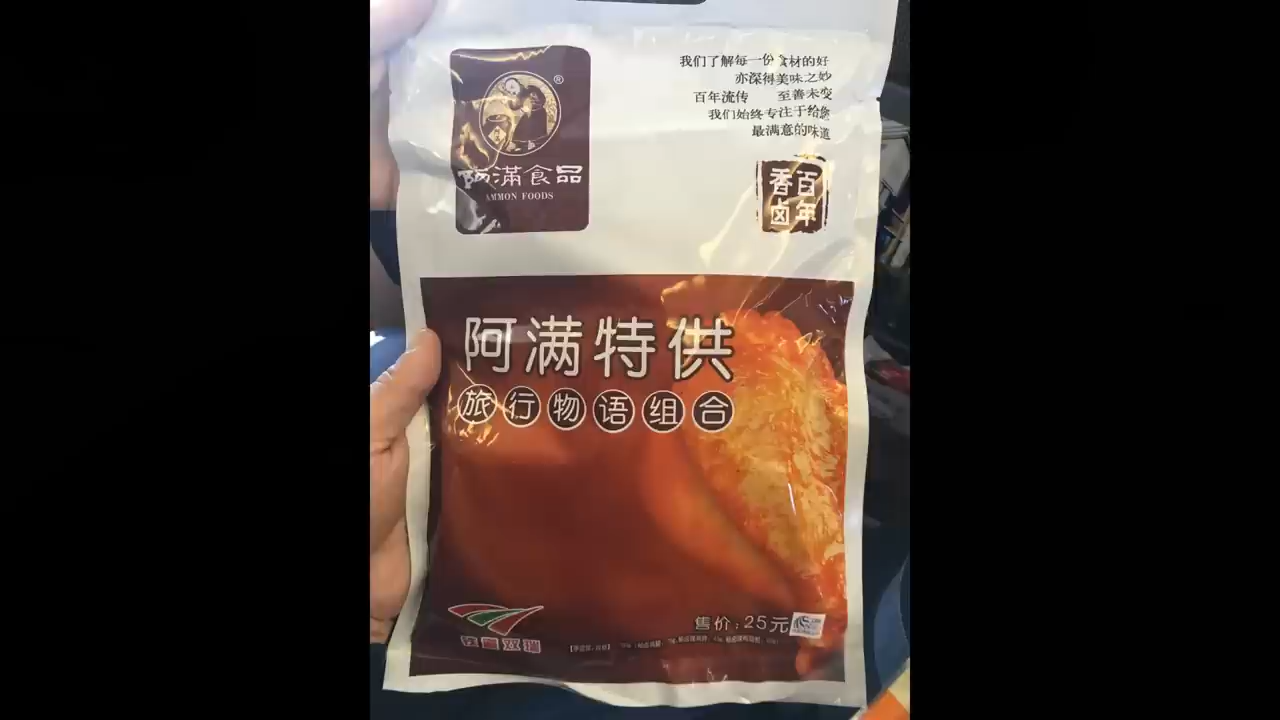 我们了解每一份食材的好
亦深得美味之妙
百年流传 至善未变
我们始终专注于给您
最满意的味道
阿滿食品
AMMON FOODS
®
百年
香卤
阿满特供
旅行物语组合
售价:25元